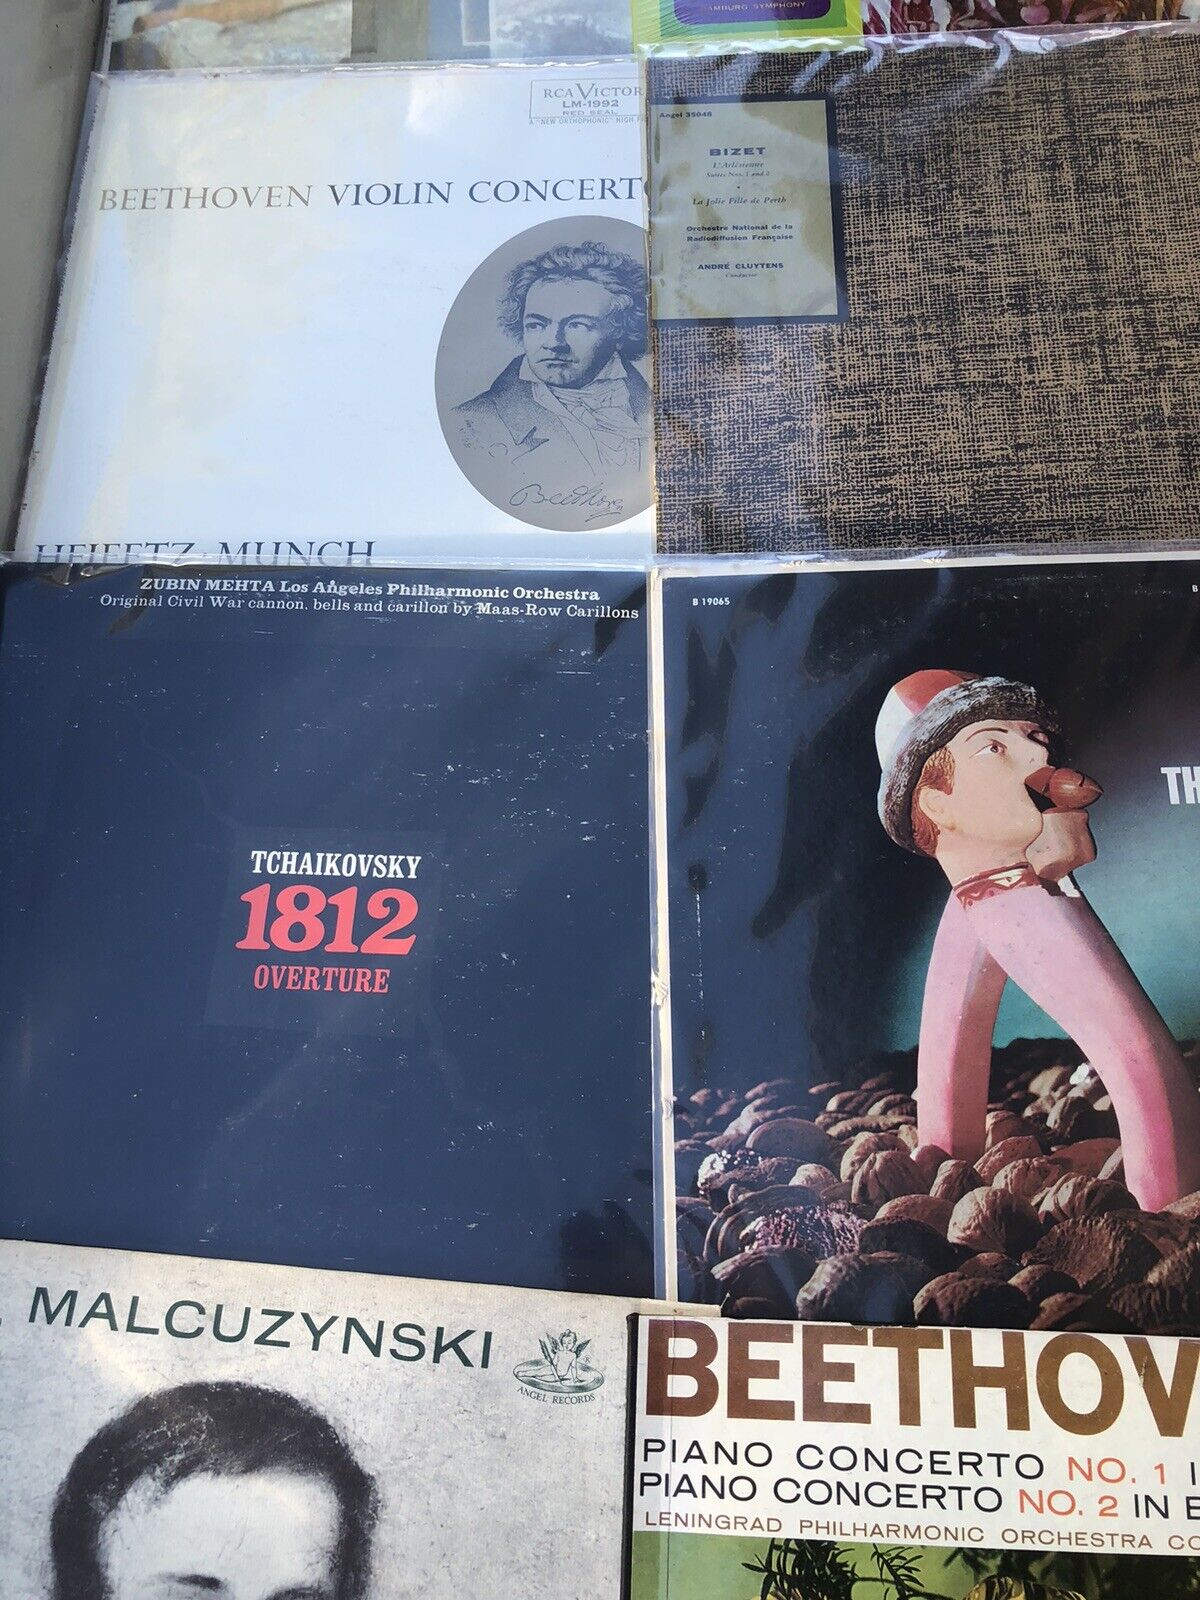 AMBURG SYMPHONY
RCA VICTOR
LM-1992
RED SEAL
A "NEW ORTHOPHONIC" HIGH
BEETHOVEN VIOLIN CONCERTO
Beethoven
HEIFETZ · MUNCH
Angel 35048
BIZET
L'Arlésienne
Suites Nos. 1 and 2
La Jolie Fille de Perth
Orchestre National de la
Radiodiffusion Française
ANDRÉ CLUYTENS
Conductor
ZUBIN MEHTA Los Angeles Philharmonic Orchestra
Original Civil War cannon, bells and carillon by Maas-Row Carillons
TCHAIKOVSKY
1812
OVERTURE
B 19065
B
TH
MALCUZYNSKI
ANGEL RECORDS
BEETHOV
PIANO CONCERTO NO. 1 I
PIANO CONCERTO NO. 2 IN
LENINGRAD PHILHARMONIC ORCHESTRA CO